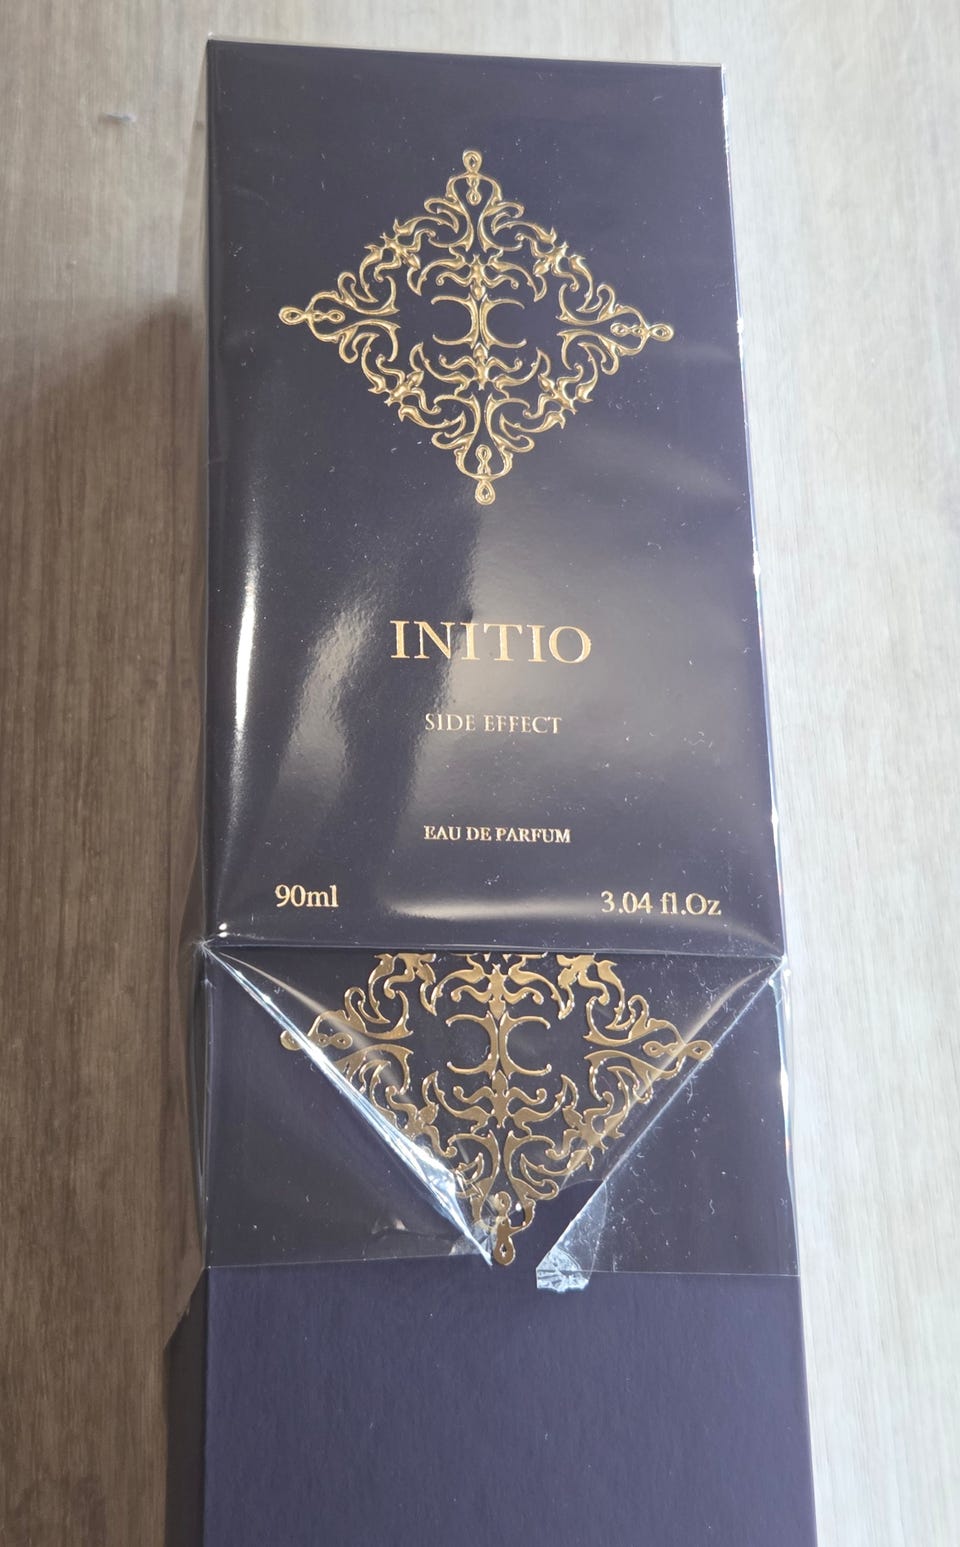 INITIO
SIDE EFFECT
EAU DE PARFUM
90ml
3.04 fl.Oz